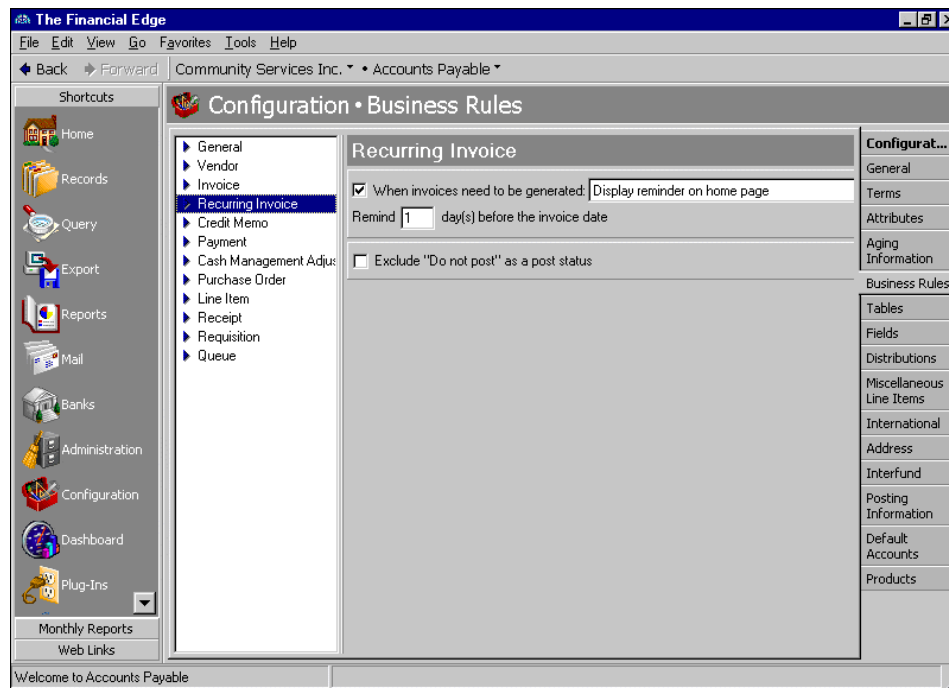 The Financial Edge
File Edit View Go Favorites Tools Help
Back Forward Community Services Inc. • Accounts Payable
Shortcuts
Home
Records
Query
Export
Reports
Mail
Banks
Administration
Configuration
Dashboard
Plug-Ins
Monthly Reports
Web Links
Configuration • Business Rules
General
Vendor
Invoice
Recurring Invoice
Credit Memo
Payment
Cash Management Adjus
Purchase Order
Line Item
Receipt
Requisition
Queue
Recurring Invoice
When invoices need to be generated: Display reminder on home page
Remind 1 day(s) before the invoice date
Exclude "Do not post" as a post status
Configurat...
General
Terms
Attributes
Aging
Information
Business Rules
Tables
Fields
Distributions
Miscellaneous
Line Items
International
Address
Interfund
Posting
Information
Default
Accounts
Products
Welcome to Accounts Payable